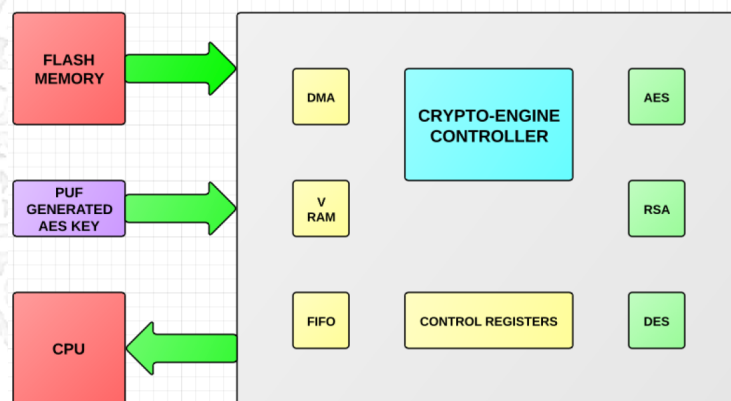 FLASH
MEMORY
DMA
CRYPTO-ENGINE
CONTROLLER
AES
PUF
GENERATED
AES KEY
V
RAM
RSA
CPU
FIFO
CONTROL REGISTERS
DES